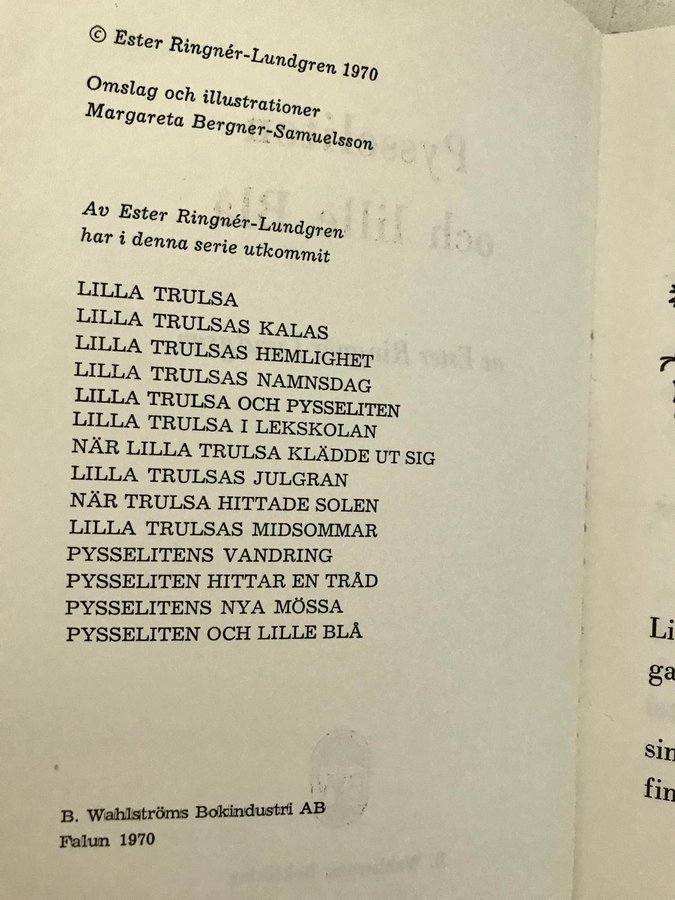 © Ester Ringnér-Lundgren 1970
Omslag och illustrationer
Margareta Bergner-Samuelsson
Av Ester Ringnér-Lundgren
har i denna serie utkommit
LILLA TRULSA
LILLA TRULSAS KALAS
LILLA TRULSAS HEMLIGHET
LILLA TRULSAS NAMNSDAG
LILLA TRULSA OCH PYSSELITEN
LILLA TRULSA I LEKSKOLAN
NÄR LILLA TRULSA KLÄDDE UT SIG
LILLA TRULSAS JULGRAN
NÄR TRULSA HITTADE SOLEN
LILLA TRULSAS MIDSOMMAR
PYSSELITENS VANDRING
PYSSELITEN HITTAR EN TRÅD
PYSSELITENS NYA MÖSSA
PYSSELITEN OCH LILLE BLÅ
B. Wahlströms Bokindustri AB
Falun 1970